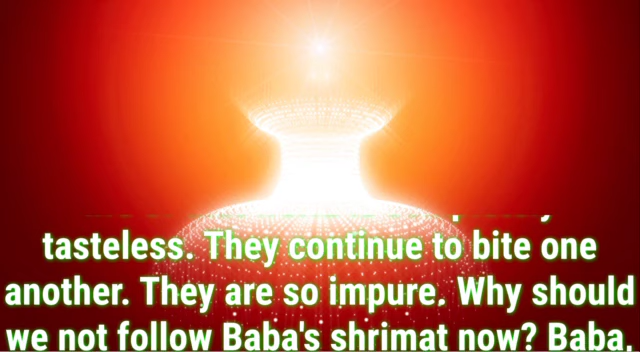 tasteless. They continue to bite one
another. They are so impure. Why should
we not follow Baba's shrimat now? Baba,